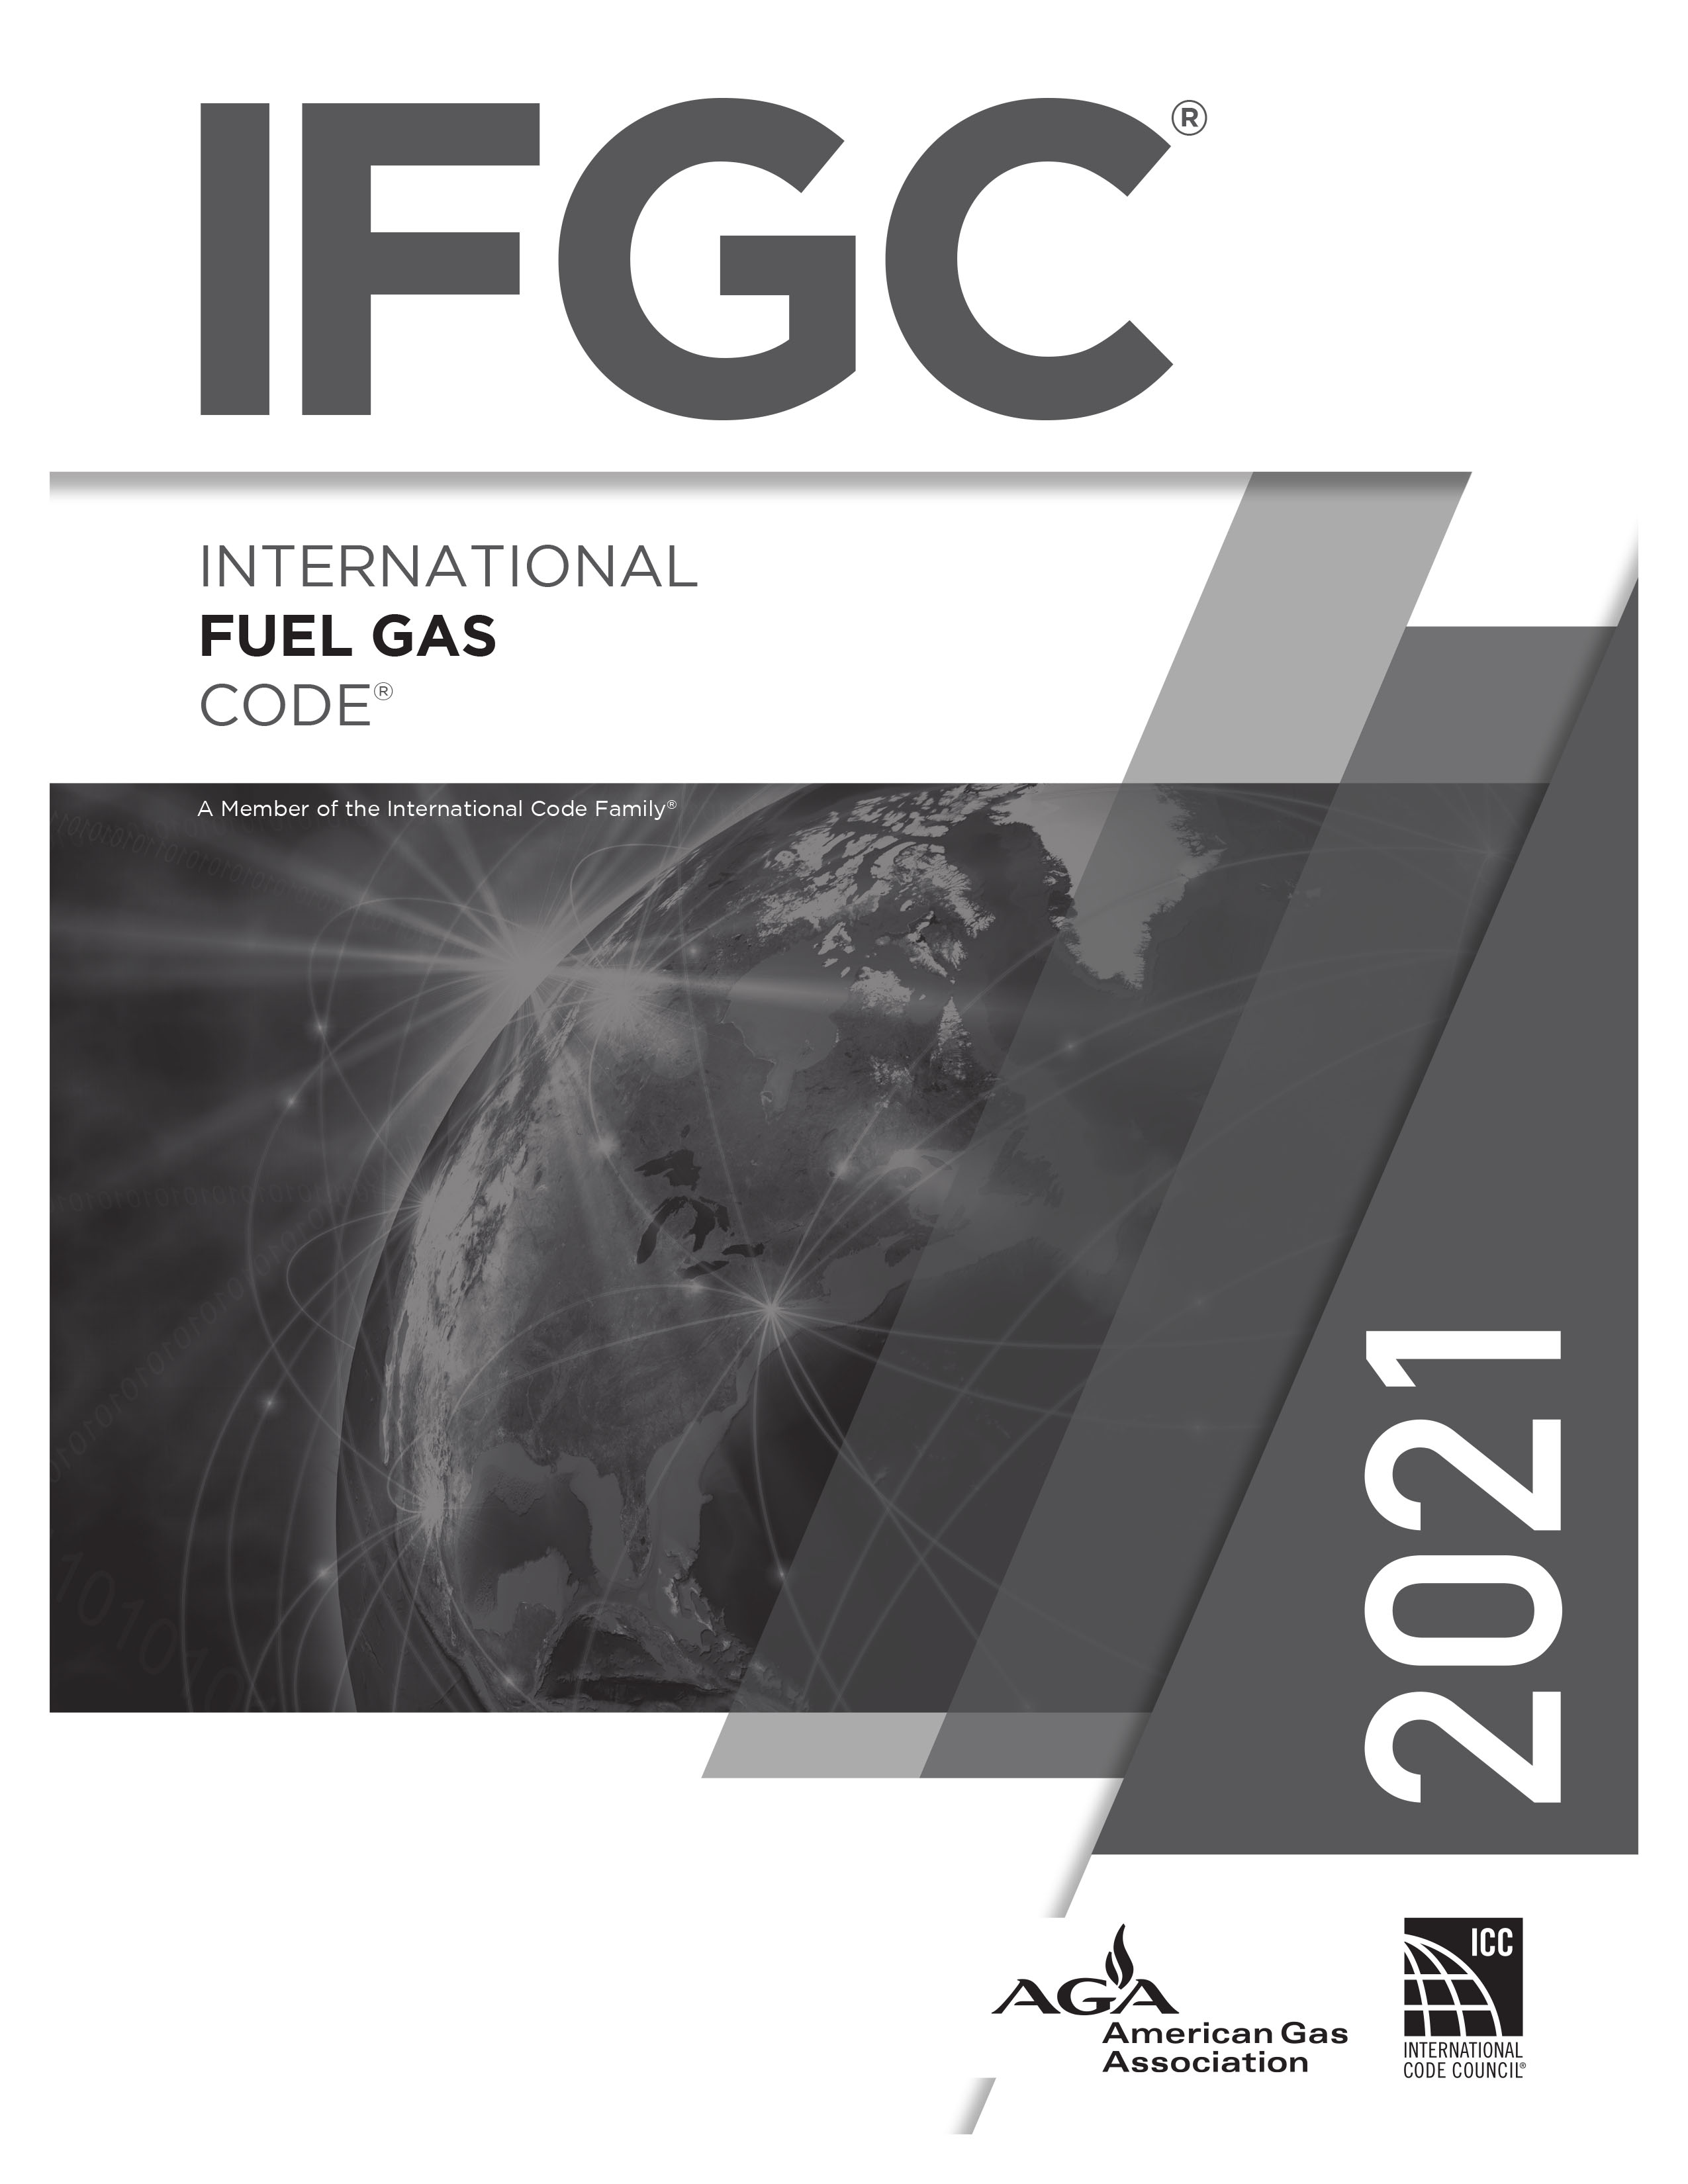 IFGC®
INTERNATIONAL
FUEL GAS
CODE®
A Member of the International Code Family®
2021
AGA
American Gas
Association
ICC
INTERNATIONAL
CODE COUNCIL®